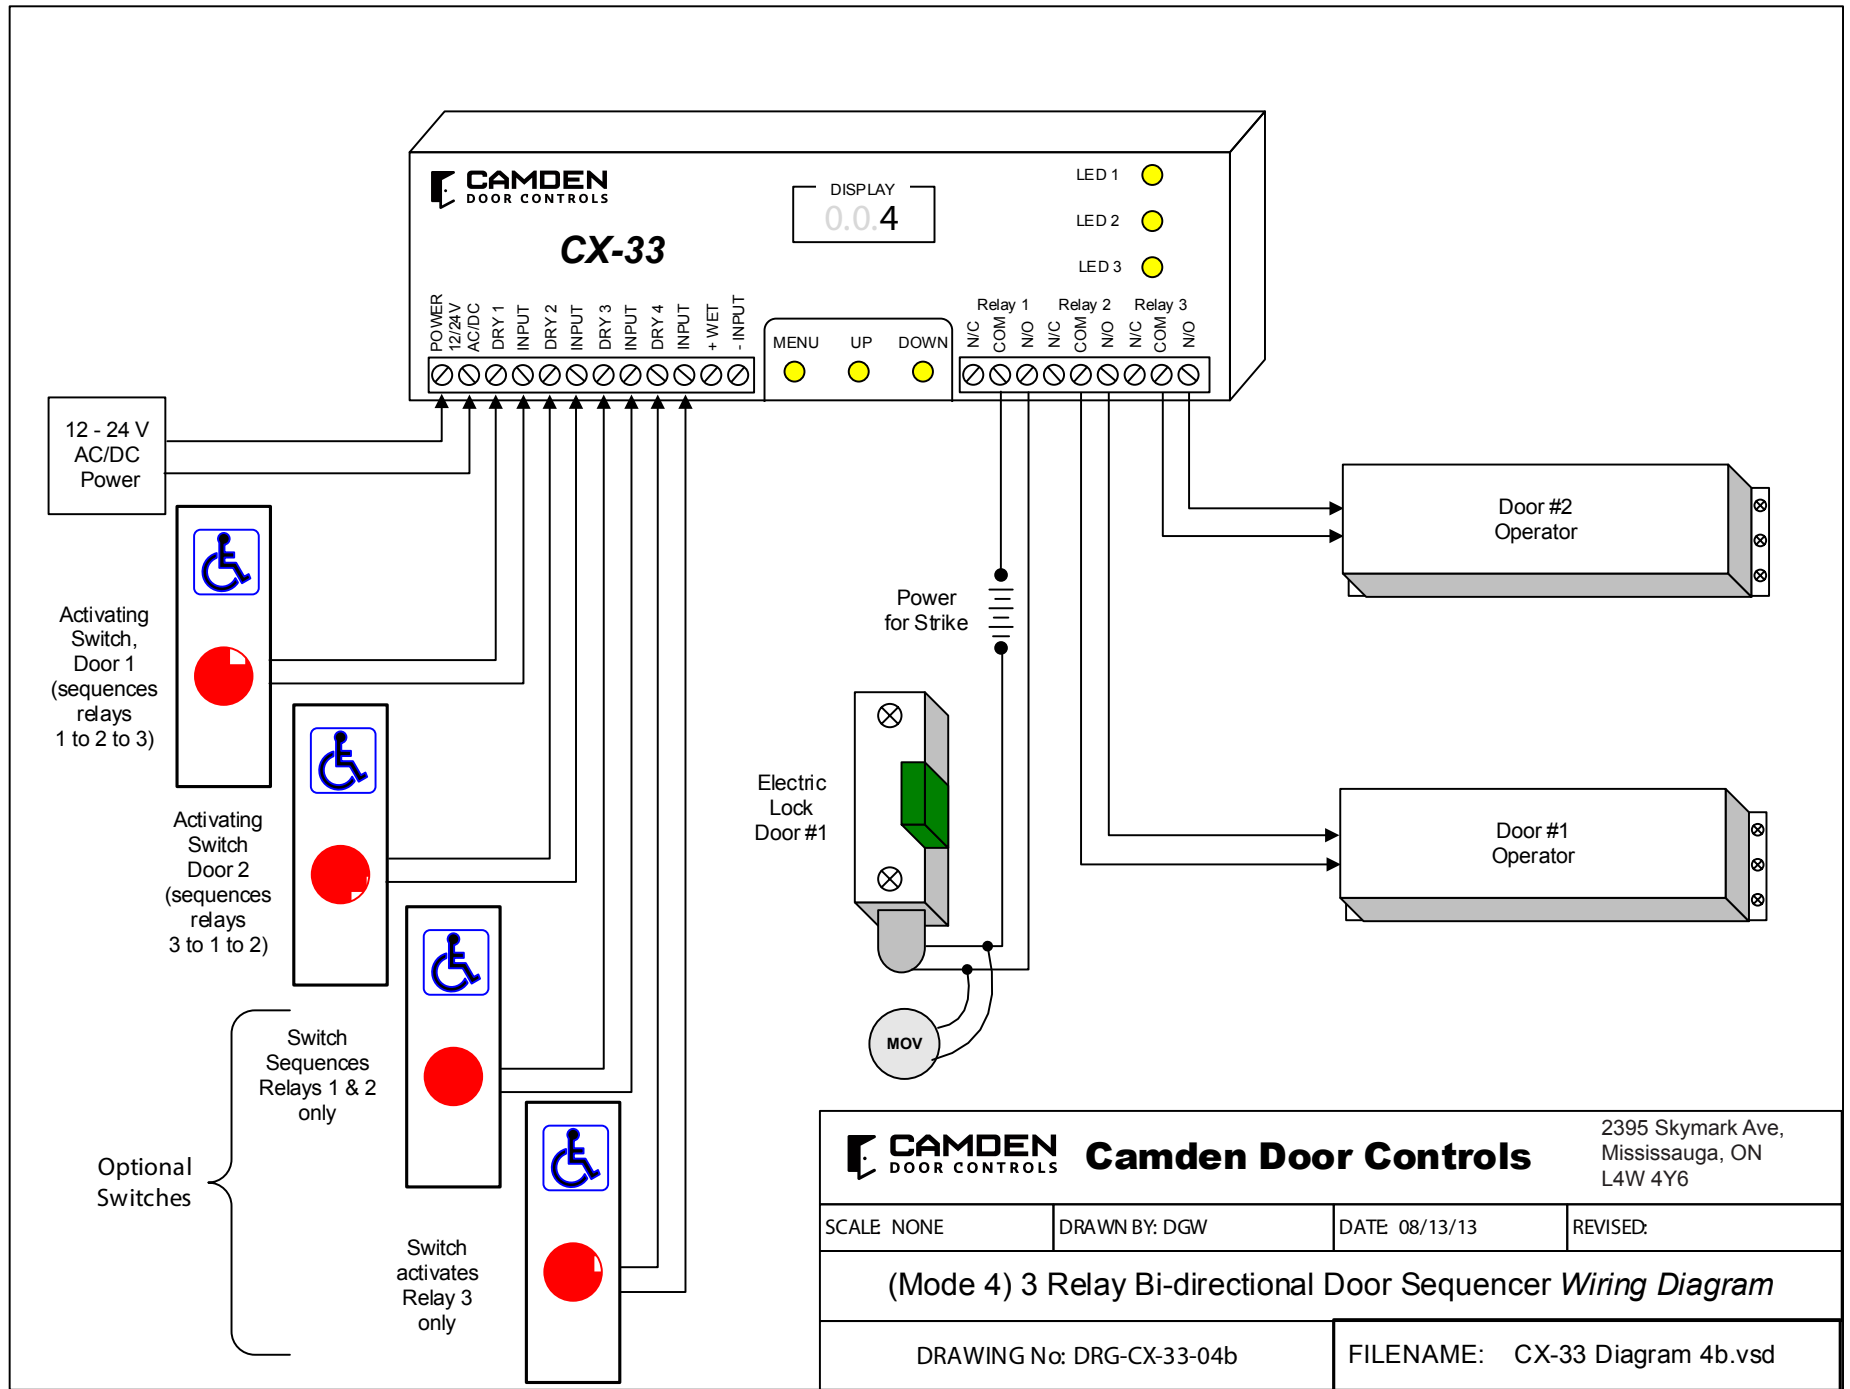 CAMDEN
DOOR CONTROLS
CX-33
DISPLAY
0.0.4
LED 1
LED 2
LED 3
POWER
12/24V
AC/DC
DRY 1
INPUT
DRY 2
INPUT
DRY 3
INPUT
DRY 4
INPUT
+ WET
- INPUT
MENU UP DOWN
Relay 1 Relay 2 Relay 3
N/C
COM
N/O
N/C
COM
N/O
N/C
COM
N/O
12 - 24 V
AC/DC
Power
Activating
Switch,
Door 1
(sequences
relays
1 to 2 to 3)
Activating
Switch
Door 2
(sequences
relays
3 to 1 to 2)
Optional
Switches
Switch
Sequences
Relays 1 & 2
only
Switch
activates
Relay 3
only
Power
for Strike
Electric
Lock
Door #1
MOV
Door #2
Operator
Door #1
Operator
CAMDEN
DOOR CONTROLS
Camden Door Controls
2395 Skymark Ave,
Mississauga, ON
L4W 4Y6
SCALE: NONE
DRAWN BY: DGW
DATE: 08/13/13
REVISED:
(Mode 4) 3 Relay Bi-directional Door Sequencer Wiring Diagram
DRAWING No: DRG-CX-33-04b
FILENAME: CX-33 Diagram 4b.vsd